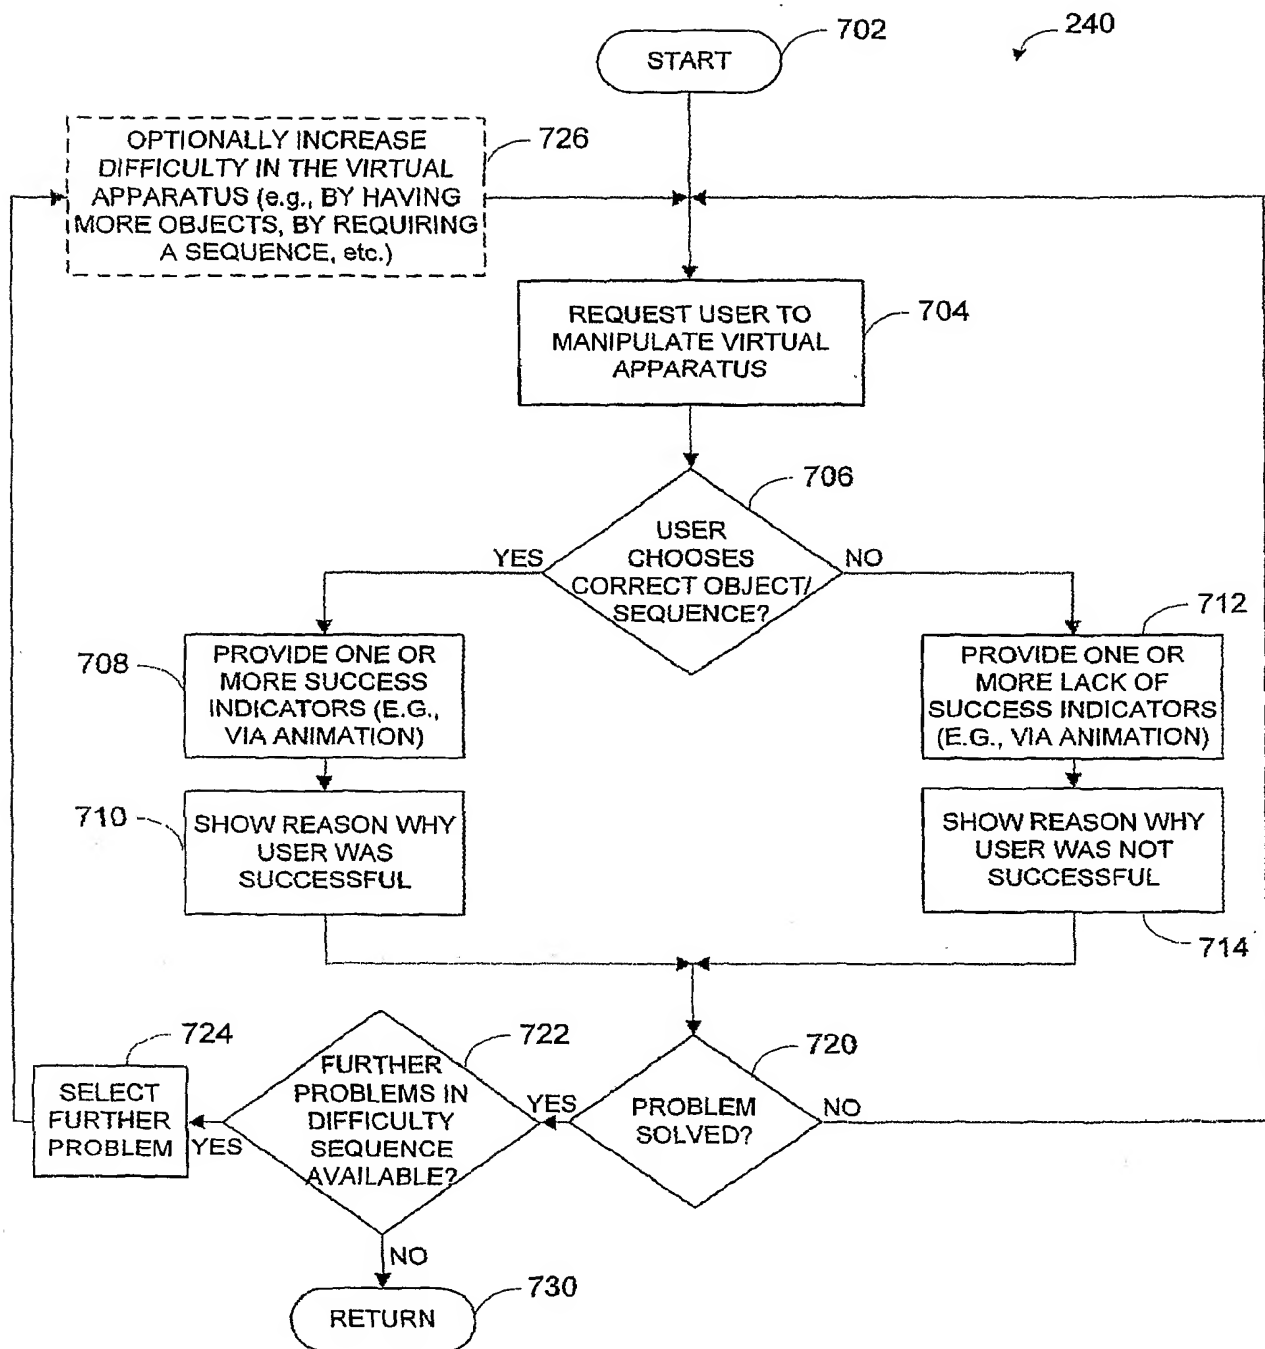 702
240
START
OPTIONALLY INCREASE
DIFFICULTY IN THE VIRTUAL
APPARATUS (e.g., BY HAVING
MORE OBJECTS, BY REQUIRING
A SEQUENCE, etc.)
726
REQUEST USER TO
MANIPULATE VIRTUAL
APPARATUS
704
706
USER
CHOOSES
CORRECT OBJECT/
SEQUENCE?
YES
NO
708
PROVIDE ONE OR
MORE SUCCESS
INDICATORS (E.G.,
VIA ANIMATION)
712
PROVIDE ONE OR
MORE LACK OF
SUCCESS INDICATORS
(E.G., VIA ANIMATION)
710
SHOW REASON WHY
USER WAS
SUCCESSFUL
SHOW REASON WHY
USER WAS NOT
SUCCESSFUL
714
724
SELECT
FURTHER
PROBLEM
YES
722
FURTHER
PROBLEMS IN
DIFFICULTY
SEQUENCE
AVAILABLE?
YES
720
PROBLEM
SOLVED?
NO
NO
730
RETURN